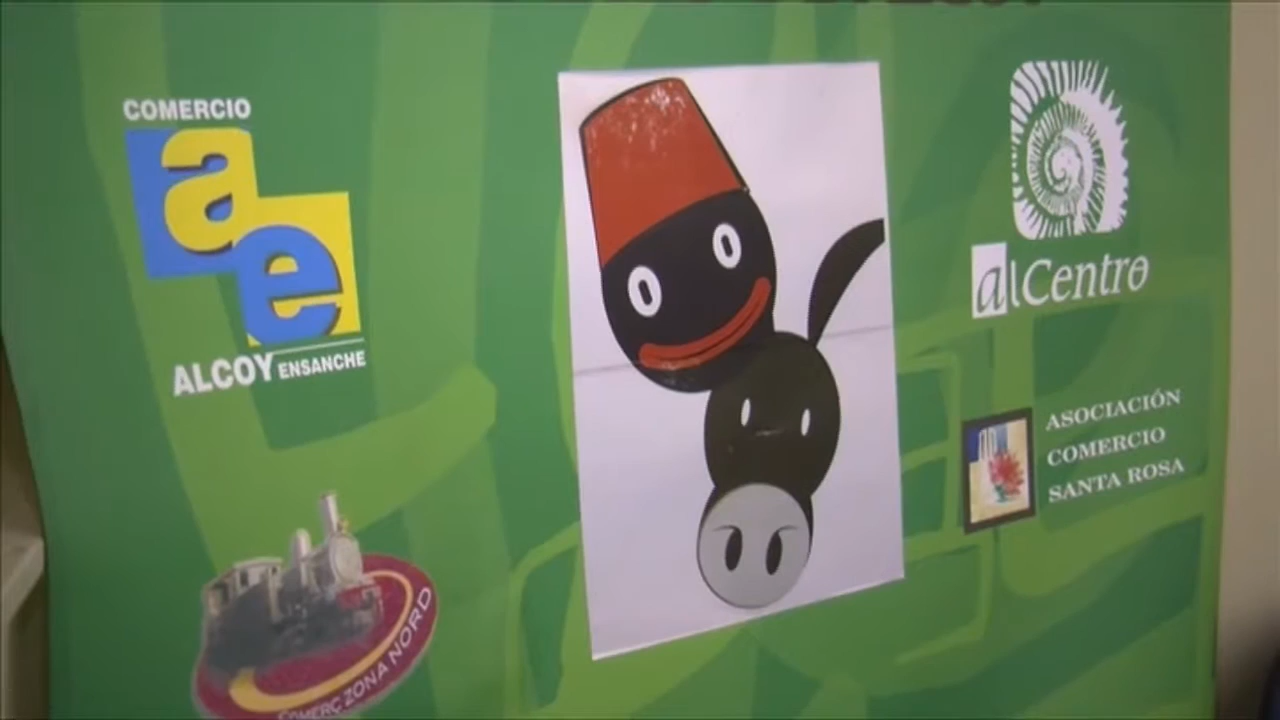 COMERCIO
ae
ALCOY ENSANCHE
COMERÇ ZONA NORD
alCentro
ASOCIACIÓN
COMERCIO
SANTA ROSA